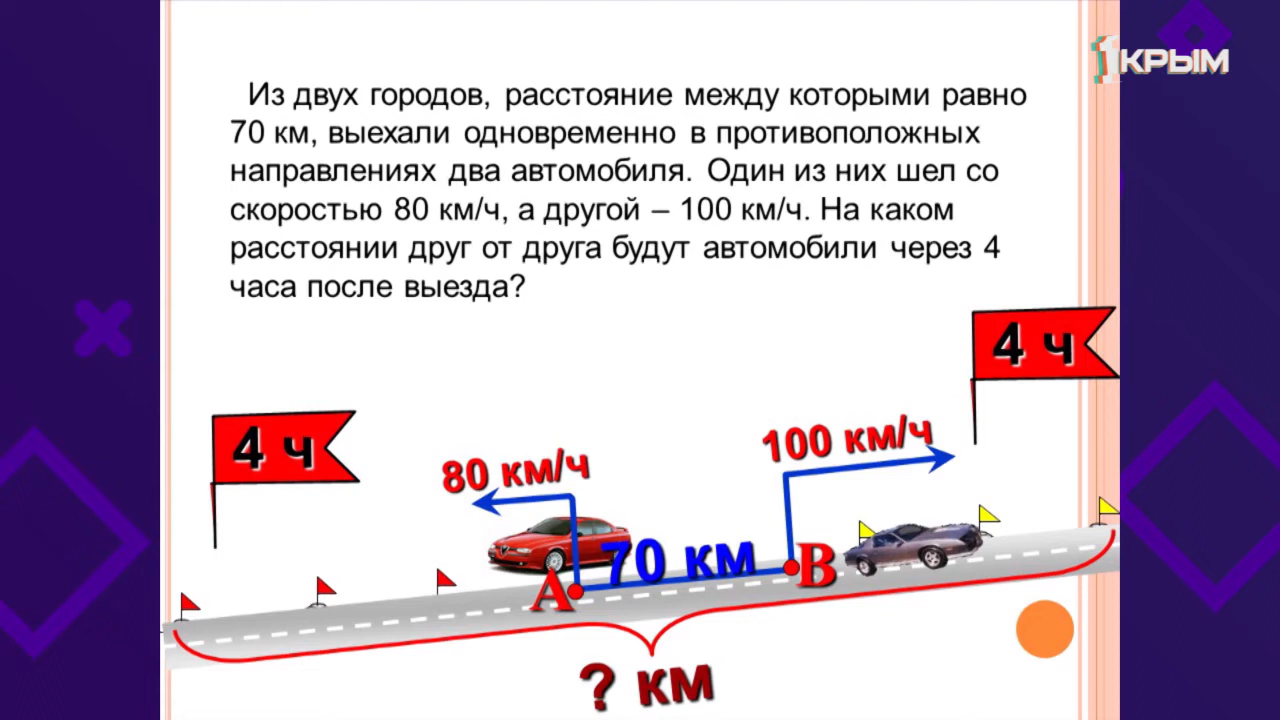 1КРЫМ
Из двух городов, расстояние между которыми равно
70 км, выехали одновременно в противоположных
направлениях два автомобиля. Один из них шел со
скоростью 80 км/ч, а другой – 100 км/ч. На каком
расстоянии друг от друга будут автомобили через 4
часа после выезда?
4 ч
4 ч
100 км/ч
80 км/ч
70 км
А
В
? км